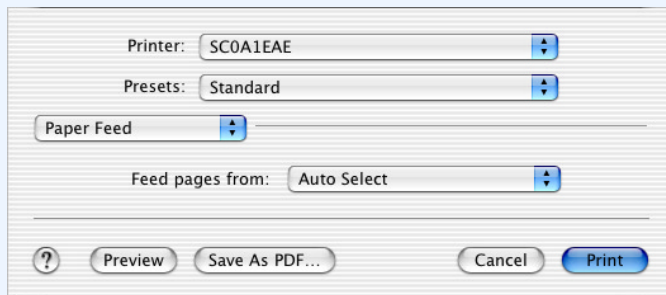 Printer: SC0A1EAE
Presets: Standard
Paper Feed
Feed pages from: Auto Select
? Preview Save As PDF... Cancel Print